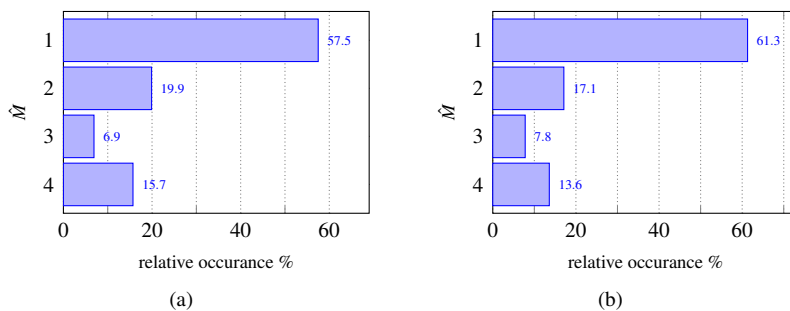 1
57.5
2
19.9
M̂
3
6.9
4
15.7
0 20 40 60
relative occurance %
(a)
1
61.3
2
17.1
M̂
3
7.8
4
13.6
0 20 40 60
relative occurance %
(b)